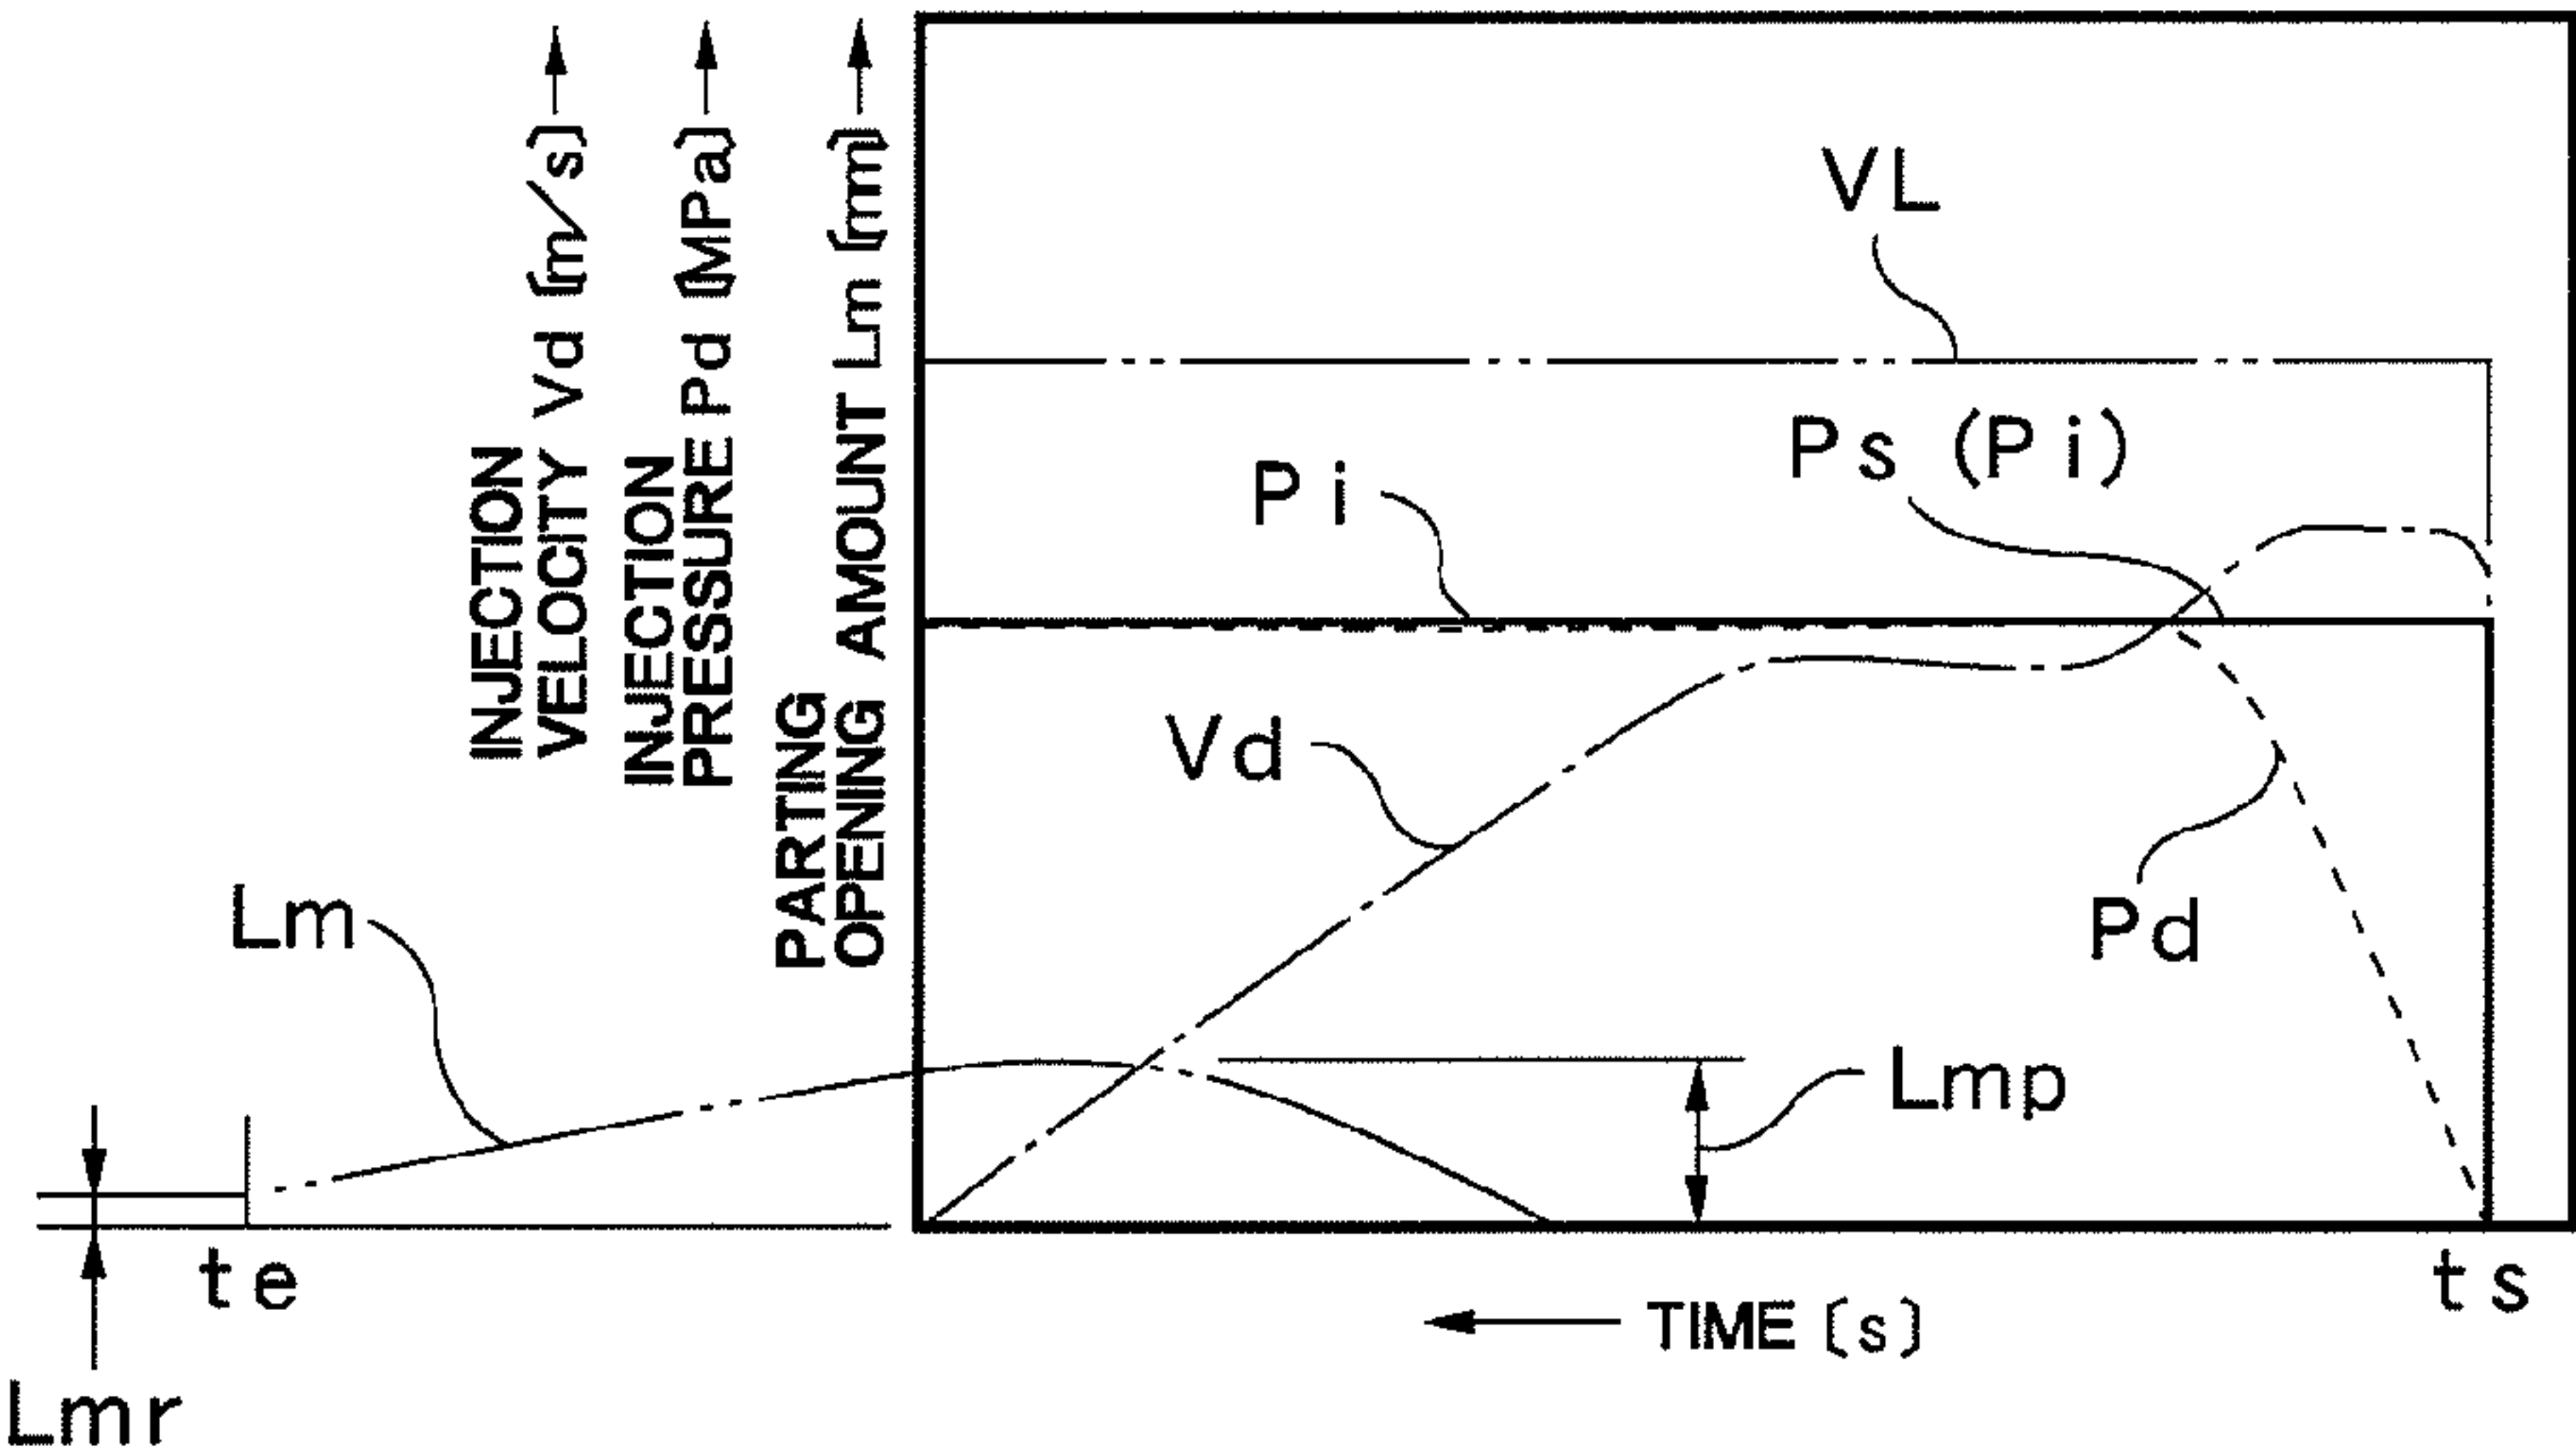 INJECTION
VELOCITY Vd [m/s]
INJECTION
PRESSURE Pd [MPa]
PARTING
OPENING AMOUNT Lm [mm]
VL
Ps (Pi)
Pi
Vd
Pd
Lm
Lmp
te
ts
TIME [s]
Lmr